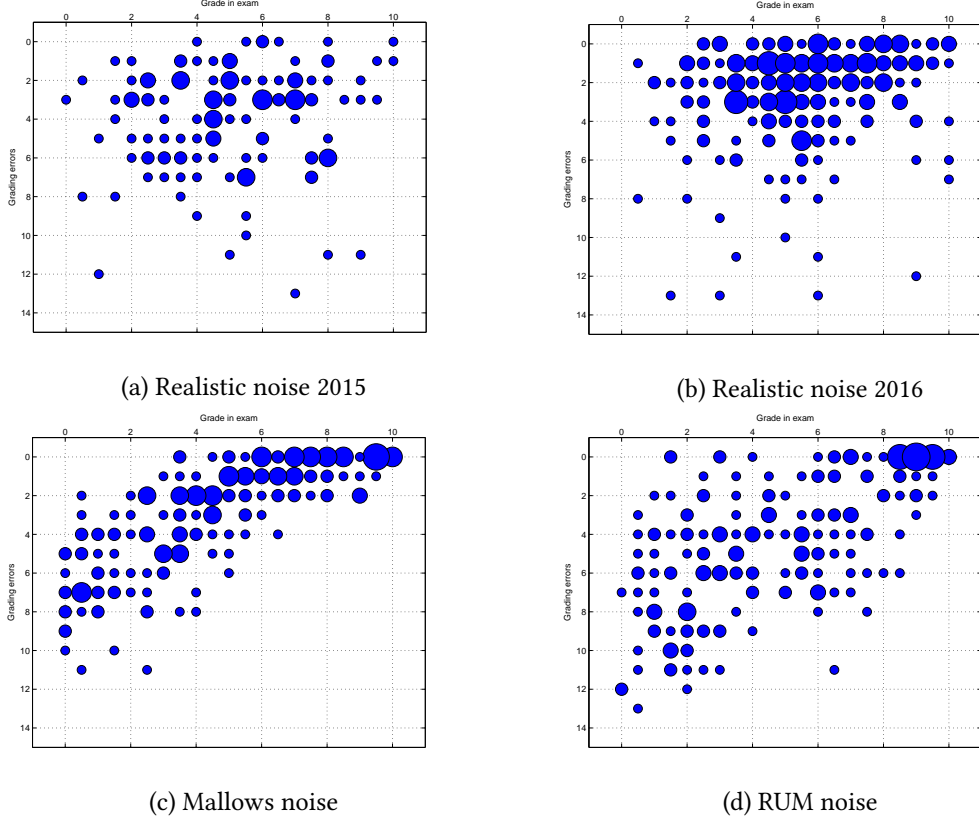 Grade in exam
0 2 4 6 8 10
Grading errors
0
2
4
6
8
10
12
14
(a) Realistic noise 2015
Grade in exam
0 2 4 6 8 10
Grading errors
0
2
4
6
8
10
12
14
(b) Realistic noise 2016
Grade in exam
0 2 4 6 8 10
Grading errors
0
2
4
6
8
10
12
14
(c) Mallows noise
Grade in exam
0 2 4 6 8 10
Grading errors
0
2
4
6
8
10
12
14
(d) RUM noise